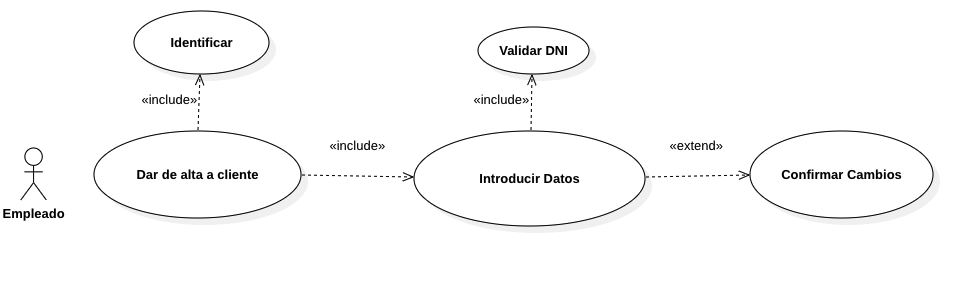 Identificar
Validar DNI
«include»
«include»
«include»
«extend»
Dar de alta a cliente
Introducir Datos
Confirmar Cambios
Empleado